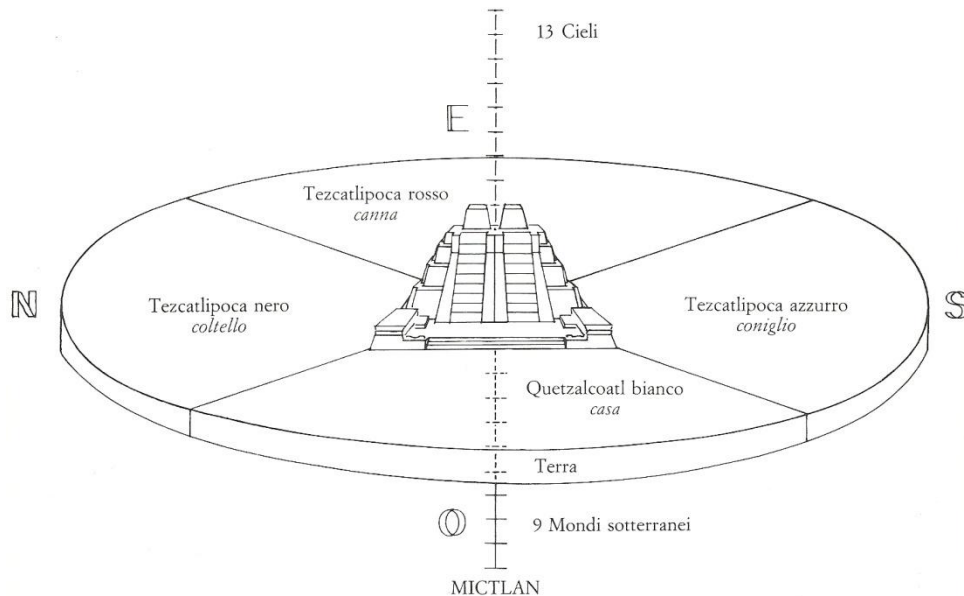 13 Cieli
E
Tezcatlipoca rosso
canna
N
Tezcatlipoca nero
coltello
Tezcatlipoca azzurro
coniglio
S
Quetzalcoatl bianco
casa
Terra
O
9 Mondi sotterranei
MICTLAN